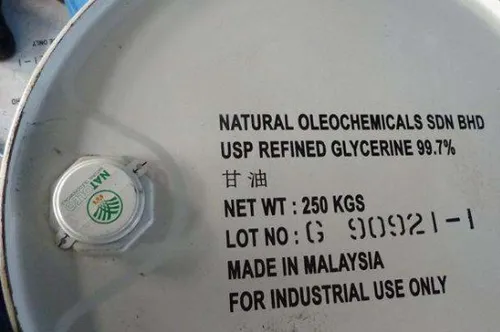 NATURAL OLEOCHEMICALS SDN BHD
USP REFINED GLYCERINE 99.7%
甘油
NET WT : 250 KGS
LOT NO : G 90921-1
MADE IN MALAYSIA
FOR INDUSTRIAL USE ONLY
NAT